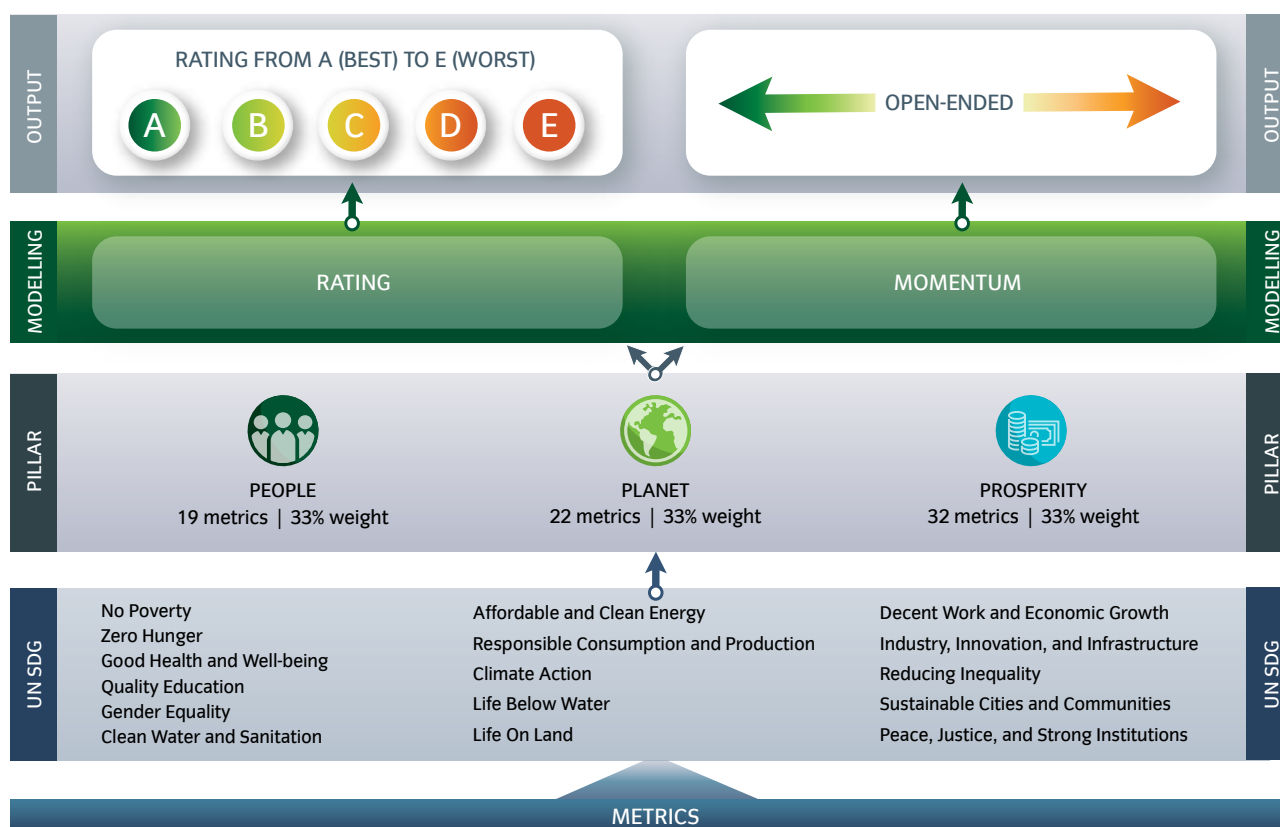 OUTPUT
RATING FROM A (BEST) TO E (WORST)
A B C D E
OPEN-ENDED
OUTPUT
MODELLING
RATING
MOMENTUM
MODELLING
PILLAR
PEOPLE
19 metrics | 33% weight
PLANET
22 metrics | 33% weight
PROSPERITY
32 metrics | 33% weight
PILLAR
UN SDG
No Poverty
Zero Hunger
Good Health and Well-being
Quality Education
Gender Equality
Clean Water and Sanitation
Affordable and Clean Energy
Responsible Consumption and Production
Climate Action
Life Below Water
Life On Land
Decent Work and Economic Growth
Industry, Innovation, and Infrastructure
Reducing Inequality
Sustainable Cities and Communities
Peace, Justice, and Strong Institutions
UN SDG
METRICS